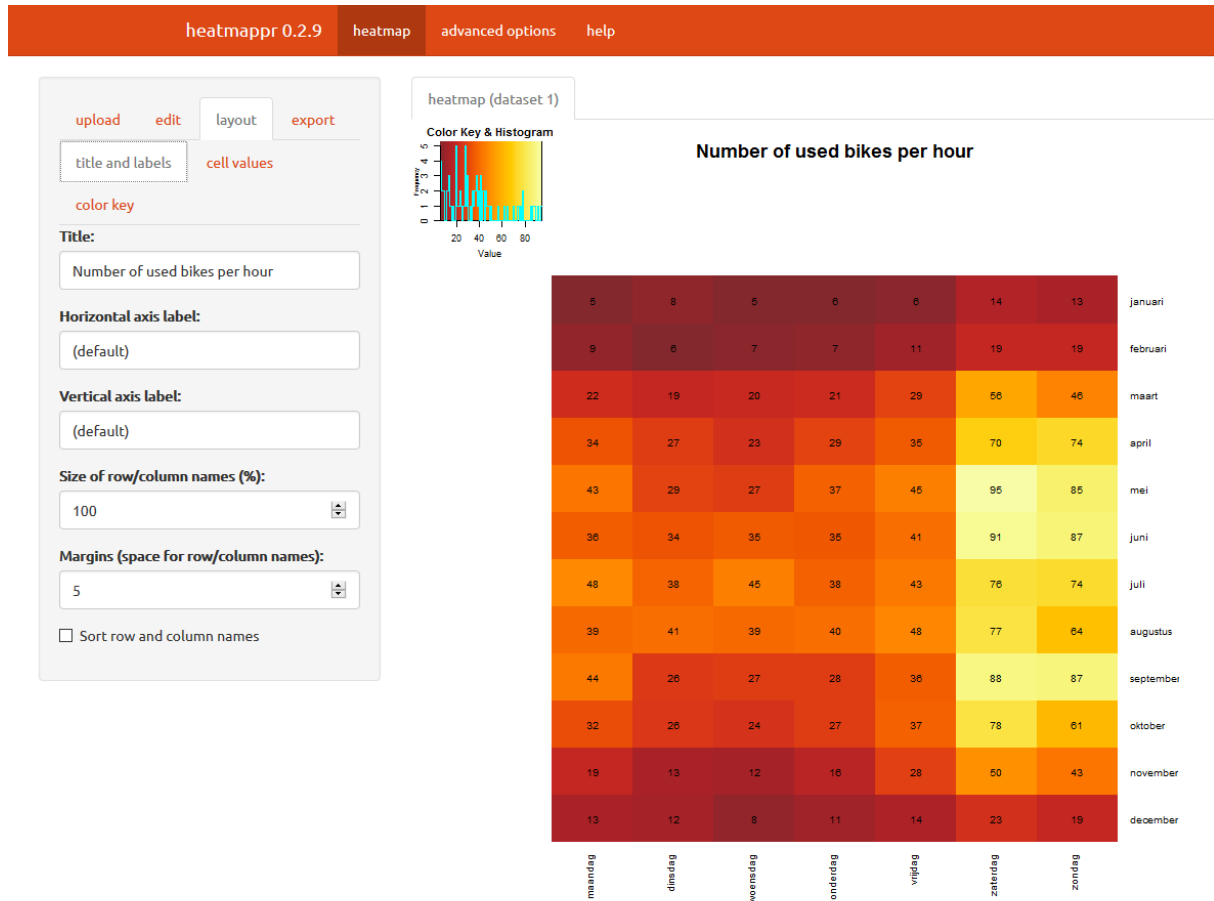 heatmappr 0.2.9 heatmap advanced options help
upload edit layout export
title and labels cell values
color key
Title:
Number of used bikes per hour
Horizontal axis label:
(default)
Vertical axis label:
(default)
Size of row/column names (%):
100
Margins (space for row/column names):
5
Sort row and column names
heatmap (dataset 1)
Color Key & Histogram
Frequency
5
4
3
2
1
0
20 40 60 80
Value
Number of used bikes per hour
5 8 5 6 6 14 13 januari
9 6 7 7 11 19 19 februari
22 19 20 21 29 56 46 maart
34 27 23 29 35 70 74 april
43 29 27 37 45 95 85 mei
36 34 35 35 41 91 87 juni
48 38 45 38 43 76 74 juli
39 41 39 40 48 77 64 augustus
44 26 27 28 36 88 87 september
32 26 24 27 37 78 61 oktober
19 13 12 16 28 50 43 november
13 12 8 11 14 23 19 december
maandag dinsdag woensdag onderdag vrijdag zaterdag zondag